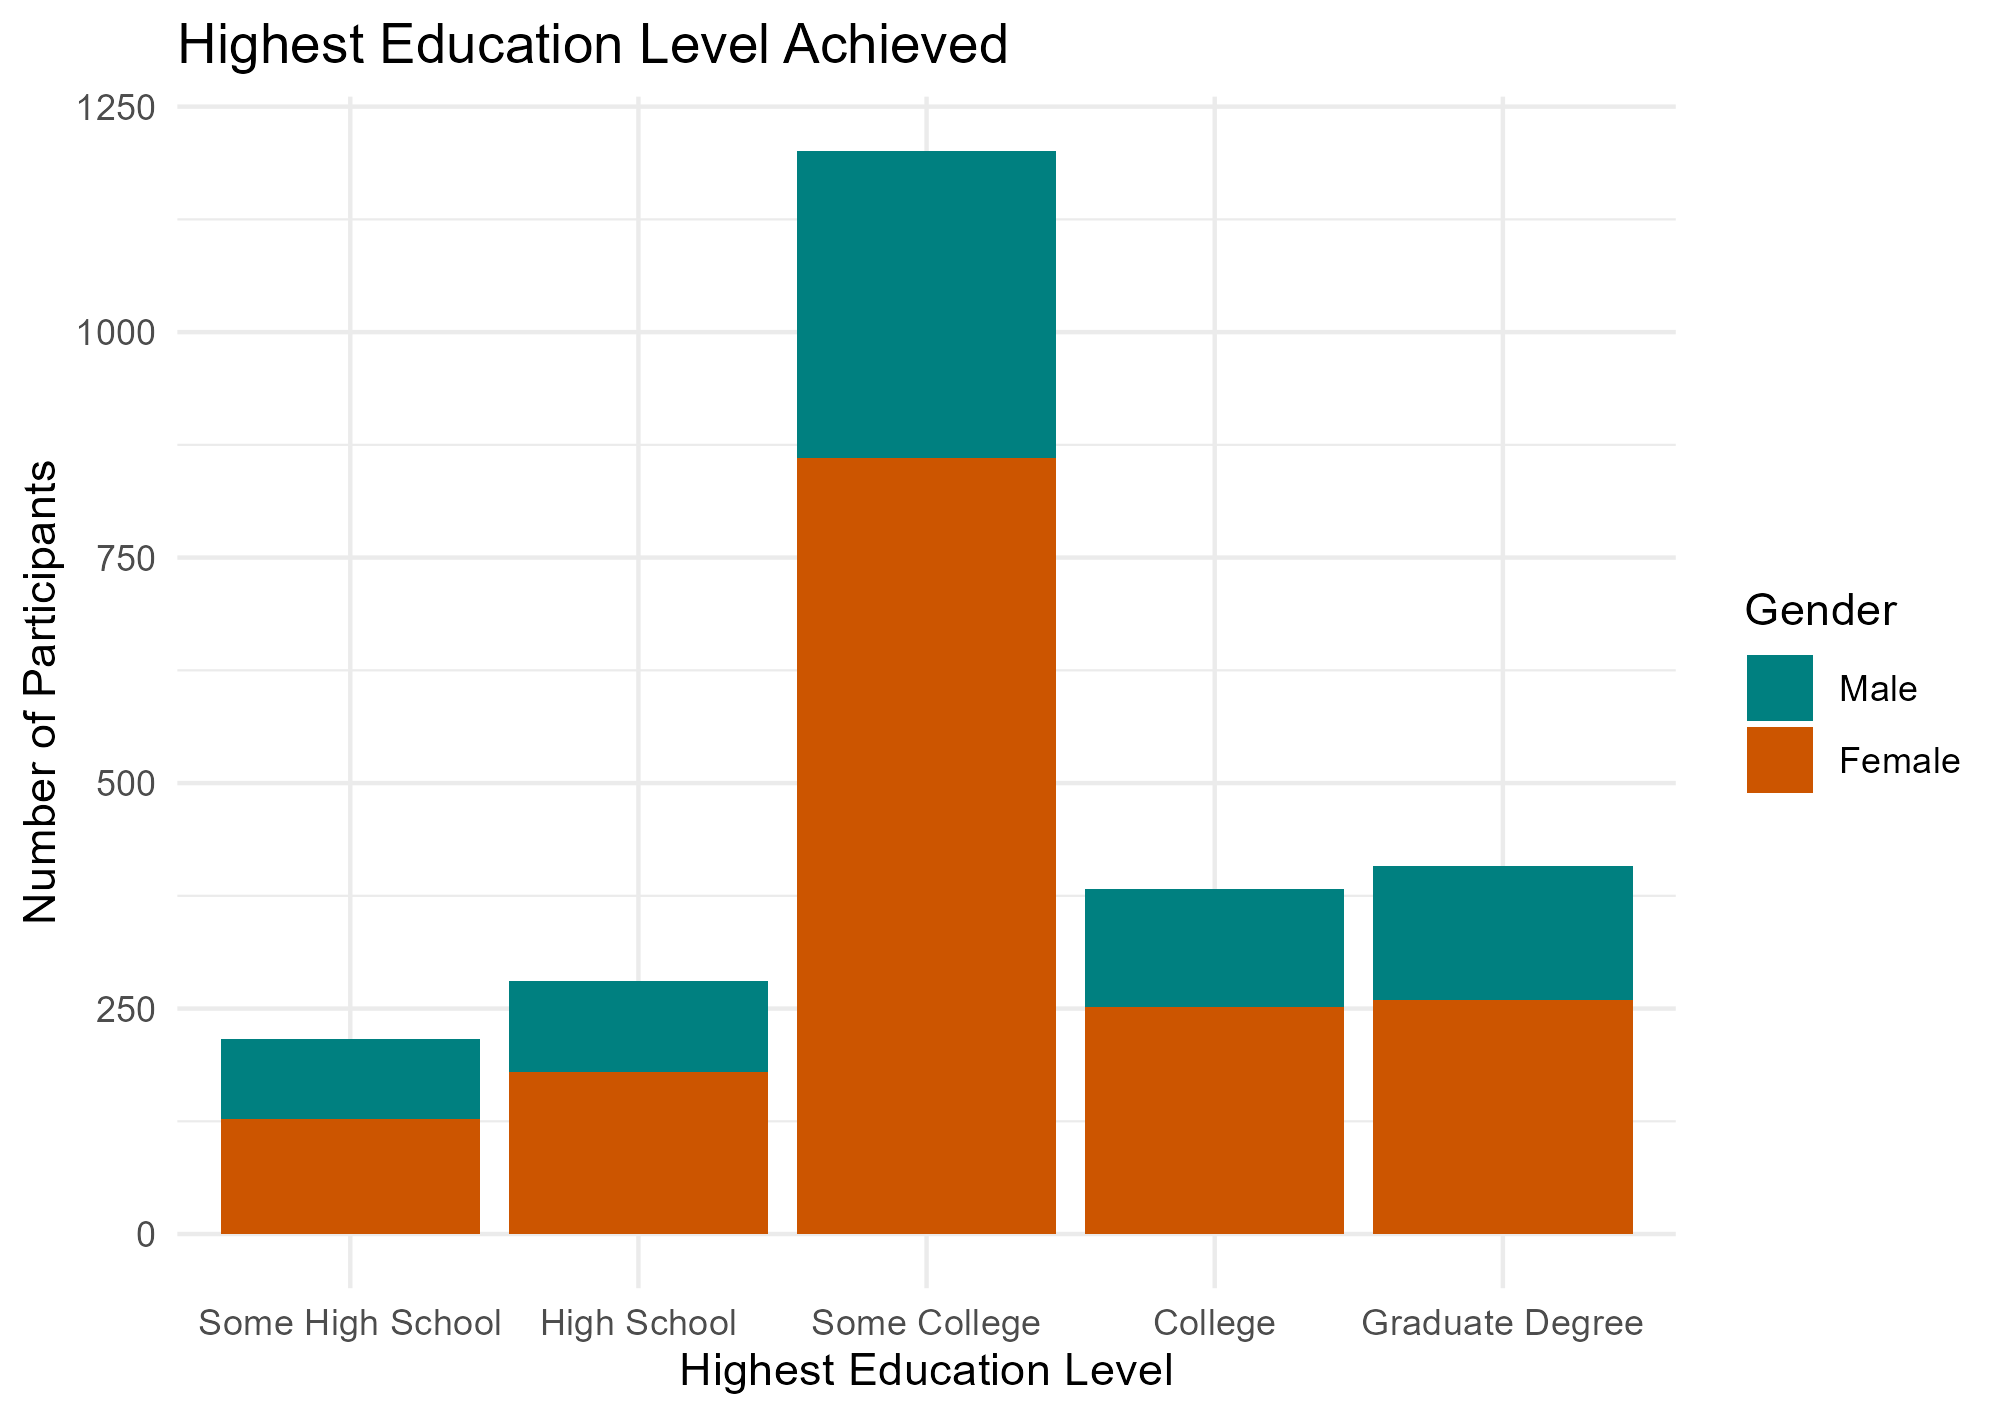 Highest Education Level Achieved
1250
1000
750
500
250
0
Number of Participants
Some High School
High School
Some College
College
Graduate Degree
Highest Education Level
Gender
Male
Female